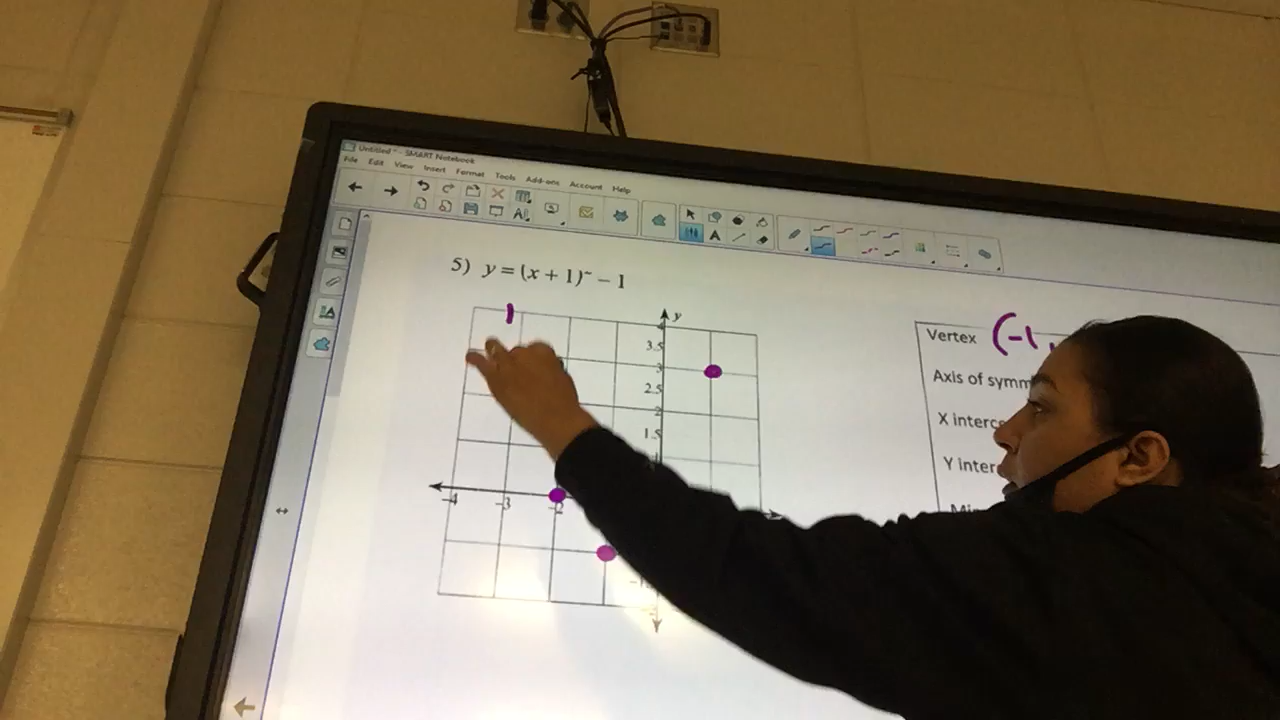 Untitled * - SMART Notebook
File Edit View Insert Format Tools Add-ons Account Help
5) y = (x + 1)~ − 1
y
3.5
3
2.5
2
1.5
-4 -3 -2
Vertex (-1,
Axis of symm
X interc
Y inter